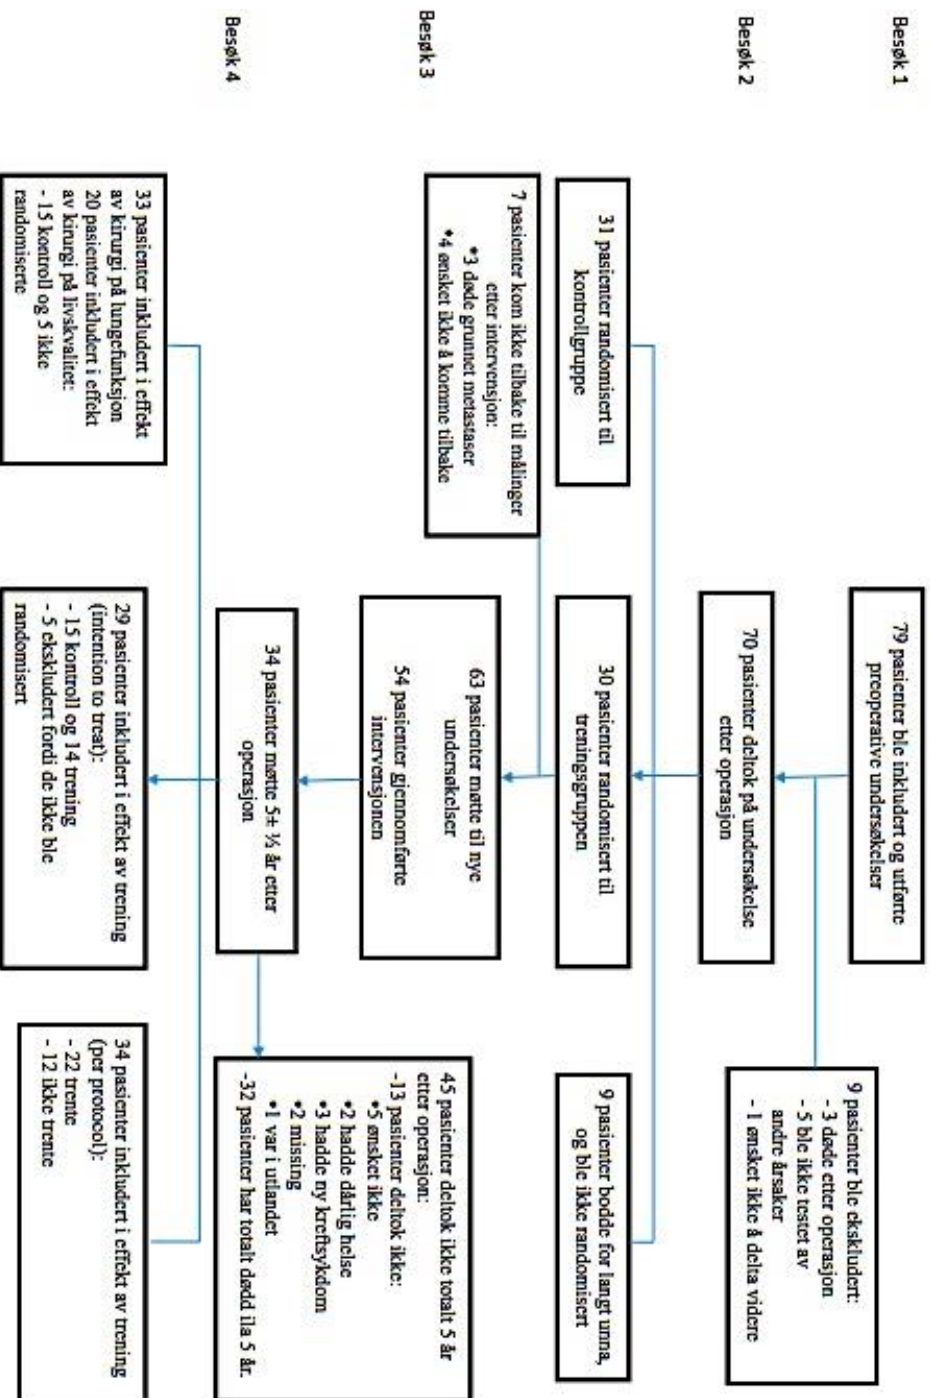 Besøk 1
79 pasienter ble inkludert og utførte
preoperative undersøkelser
9 pasienter ble ekskludert:
- 3 døde etter operasjon
- 5 ble ikke testet av
andre årsaker
- 1 ønsket ikke å delta videre
Besøk 2
70 pasienter deltok på undersøkelse
etter operasjon
31 pasienter randomisert til
kontrollgruppe
30 pasienter randomisert til
treningsgruppen
9 pasienter bodde for langt unna,
og ble ikke randomisert
Besøk 3
7 pasienter kom ikke tilbake til målinger
etter intervensjon:
•3 døde grunnet metastaser
•4 ønsket ikke å komme tilbake
63 pasienter møtte til nye
undersøkelser
54 pasienter gjennomførte
intervensjonen
Besøk 4
34 pasienter møtte 5± ½ år etter
operasjon
45 pasienter deltok ikke totalt 5 år
etter operasjon:
-13 pasienter deltok ikke:
•5 ønsket ikke
•2 hadde dårlig helse
•3 hadde ny kreftsykdom
•2 missing
•1 var i utlandet
-32 pasienter har totalt dødd ila 5 år.
33 pasienter inkludert i effekt
av kirurgi på lungefunksjon
20 pasienter inkludert i effekt
av kirurgi på livskvalitet:
- 15 kontroll og 5 ikke
randomiserte
29 pasienter inkludert i effekt av trening
(intention to treat):
- 15 kontroll og 14 trening
- 5 ekskludert fordi de ikke ble
randomisert
34 pasienter inkludert i effekt av trening
(per protocol):
- 22 trente
- 12 ikke trente